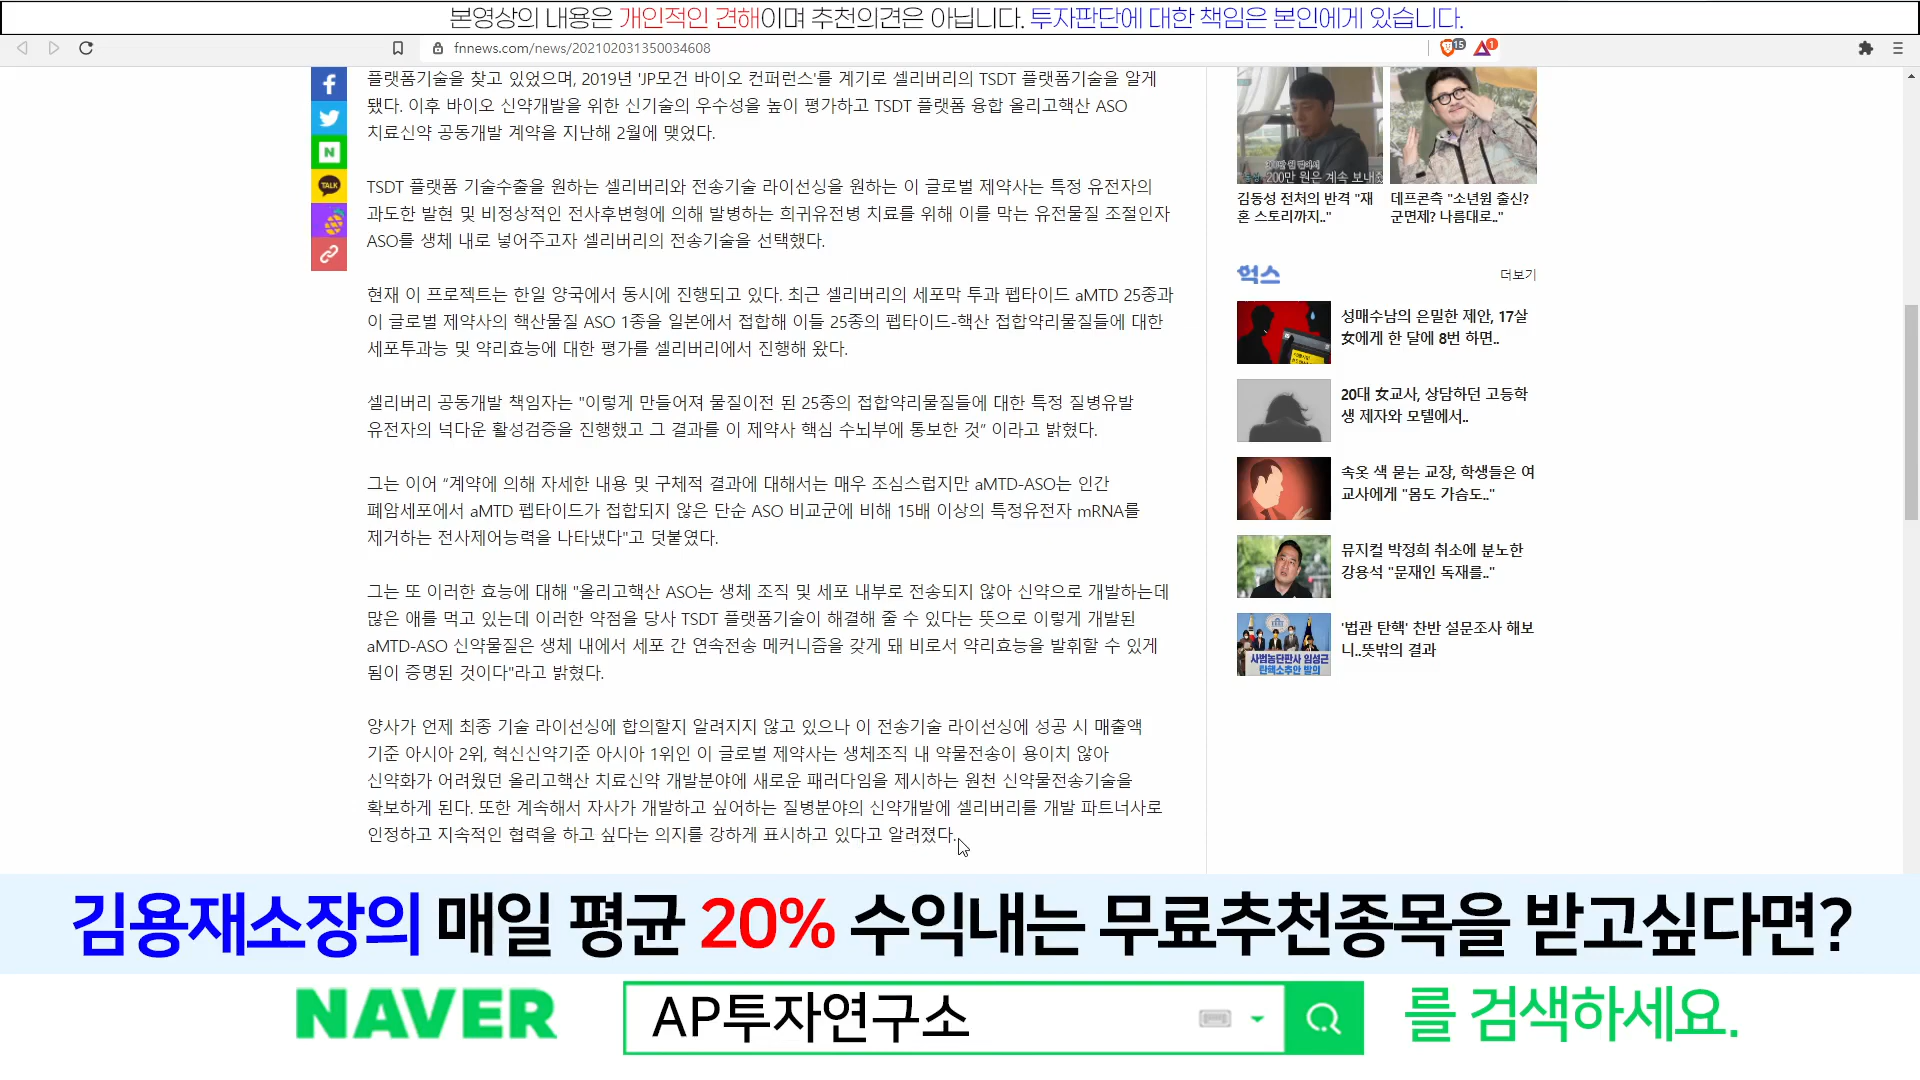 본영상의 내용은 개인적인 견해이며 추천의견은 아닙니다. 투자판단에 대한 책임은 본인에게 있습니다.
fnnews.com/news/202102031350034608
15
1
플랫폼기술을 찾고 있었으며, 2019년 'JP모건 바이오 컨퍼런스'를 계기로 셀리버리의 TSDT 플랫폼기술을 알게
됐다. 이후 바이오 신약개발을 위한 신기술의 우수성을 높이 평가하고 TSDT 플랫폼 융합 올리고핵산 ASO
치료신약 공동개발 계약을 지난해 2월에 맺었다.
TSDT 플랫폼 기술수출을 원하는 셀리버리와 전송기술 라이선싱을 원하는 이 글로벌 제약사는 특정 유전자의
과도한 발현 및 비정상적인 전사후변형에 의해 발병하는 희귀유전병 치료를 위해 이를 막는 유전물질 조절인자
ASO를 생체 내로 넣어주고자 셀리버리의 전송기술을 선택했다.
현재 이 프로젝트는 한일 양국에서 동시에 진행되고 있다. 최근 셀리버리의 세포막 투과 펩타이드 aMTD 25종과
이 글로벌 제약사의 핵산물질 ASO 1종을 일본에서 접합해 이들 25종의 펩타이드-핵산 접합약리물질들에 대한
세포투과능 및 약리효능에 대한 평가를 셀리버리에서 진행해 왔다.
셀리버리 공동개발 책임자는 "이렇게 만들어져 물질이전 된 25종의 접합약리물질들에 대한 특정 질병유발
유전자의 넉다운 활성검증을 진행했고 그 결과를 이 제약사 핵심 수뇌부에 통보한 것” 이라고 밝혔다.
그는 이어 “계약에 의해 자세한 내용 및 구체적 결과에 대해서는 매우 조심스럽지만 aMTD-ASO는 인간
폐암세포에서 aMTD 펩타이드가 접합되지 않은 단순 ASO 비교군에 비해 15배 이상의 특정유전자 mRNA를
제거하는 전사제어능력을 나타냈다"고 덧붙였다.
그는 또 이러한 효능에 대해 "올리고핵산 ASO는 생체 조직 및 세포 내부로 전송되지 않아 신약으로 개발하는데
많은 애를 먹고 있는데 이러한 약점을 당사 TSDT 플랫폼기술이 해결해 줄 수 있다는 뜻으로 이렇게 개발된
aMTD-ASO 신약물질은 생체 내에서 세포 간 연속전송 메커니즘을 갖게 돼 비로서 약리효능을 발휘할 수 있게
됨이 증명된 것이다"라고 밝혔다.
양사가 언제 최종 기술 라이선싱에 합의할지 알려지지 않고 있으나 이 전송기술 라이선싱에 성공 시 매출액
기준 아시아 2위, 혁신신약기준 아시아 1위인 이 글로벌 제약사는 생체조직 내 약물전송이 용이치 않아
신약화가 어려웠던 올리고핵산 치료신약 개발분야에 새로운 패러다임을 제시하는 원천 신약물전송기술을
확보하게 된다. 또한 계속해서 자사가 개발하고 싶어하는 질병분야의 신약개발에 셀리버리를 개발 파트너사로
인정하고 지속적인 협력을 하고 싶다는 의지를 강하게 표시하고 있다고 알려졌다.
N
TALK
200만 원은 계속 보내
김동성 전처의 반격 "재
혼 스토리까지.."
데프콘측 "소년원 출신?
군면제? 나름대로.."
헉스
더보기
성매수남의 은밀한 제안, 17살
女에게 한 달에 8번 하면..
20대 女교사, 상담하던 고등학
생 제자와 모텔에서..
속옷 색 묻는 교장, 학생들은 여
교사에게 "몸도 가슴도.."
뮤지컬 박정희 취소에 분노한
강용석 "문재인 독재를.."
'법관 탄핵' 찬반 설문조사 해보
니..뜻밖의 결과
사법농단판사 임성근
탄핵소추안 발의
김용재소장의 매일 평균 20% 수익내는 무료추천종목을 받고싶다면?
NAVER AP투자연구소 를 검색하세요.